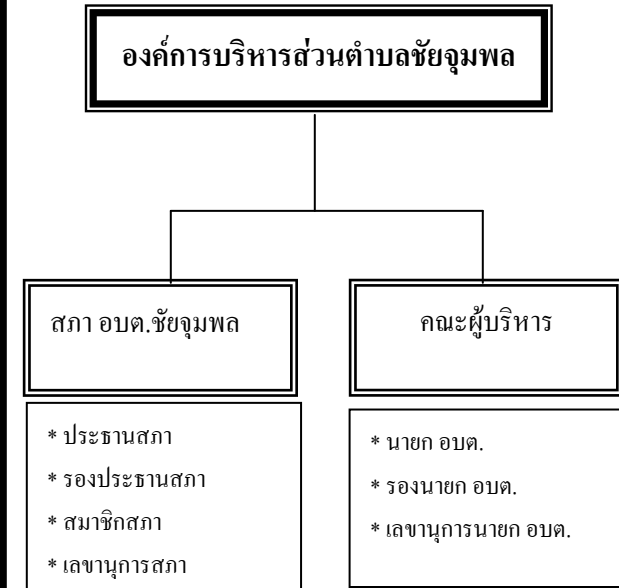 องค์การบริหารส่วนตำบลชัยจุมพล
สภา อบต.ชัยจุมพล
* ประธานสภา
* รองประธานสภา
* สมาชิกสภา
* เลขานุการสภา
คณะผู้บริหาร
* นายก อบต.
* รองนายก อบต.
* เลขานุการนายก อบต.